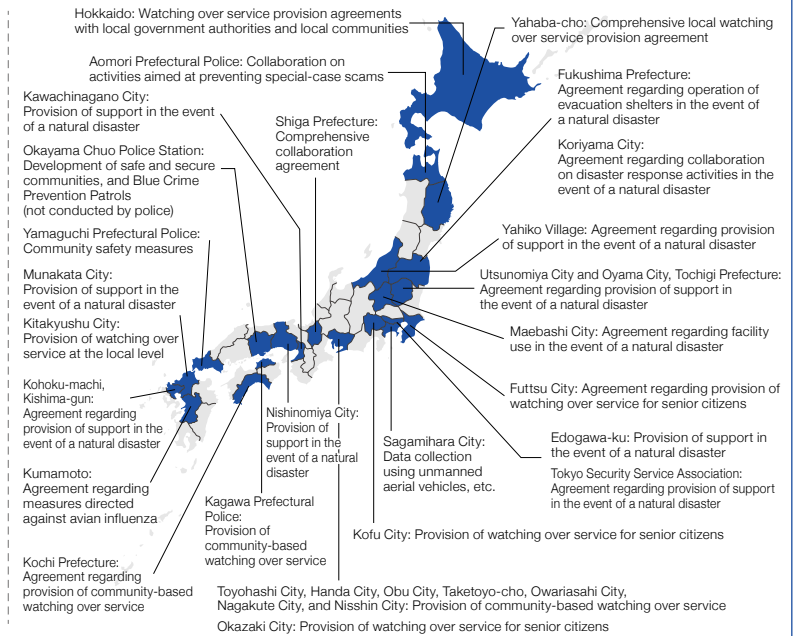 Hokkaido: Watching over service provision agreements
with local government authorities and local communities
Yahaba-cho: Comprehensive local watching
over service provision agreement
Aomori Prefectural Police: Collaboration on
activities aimed at preventing special-case scams
Fukushima Prefecture:
Agreement regarding operation of
evacuation shelters in the event of
a natural disaster
Kawachinagano City:
Provision of support in the event
of a natural disaster
Shiga Prefecture:
Comprehensive
collaboration
agreement
Koriyama City:
Agreement regarding collaboration
on disaster response activities in the
event of a natural disaster
Okayama Chuo Police Station:
Development of safe and secure
communities, and Blue Crime
Prevention Patrols
(not conducted by police)
Yamaguchi Prefectural Police:
Community safety measures
Yahiko Village: Agreement regarding provision
of support in the event of a natural disaster
Munakata City:
Provision of support in the
event of a natural disaster
Utsunomiya City and Oyama City, Tochigi Prefecture:
Agreement regarding provision of support in
the event of a natural disaster
Kitakyushu City:
Provision of watching over
service at the local level
Maebashi City: Agreement regarding facility
use in the event of a natural disaster
Kohoku-machi,
Kishima-gun:
Agreement regarding
provision of support in the
event of a natural disaster
Futtsu City: Agreement regarding provision of
watching over service for senior citizens
Nishinomiya City:
Provision of
support in the
event of a natural
disaster
Sagamihara City:
Data collection
using unmanned
aerial vehicles, etc.
Edogawa-ku: Provision of support in
the event of a natural disaster
Tokyo Security Service Association:
Agreement regarding provision of support
in the event of a natural disaster
Kumamoto:
Agreement regarding
measures directed
against avian influenza
Kagawa Prefectural
Police:
Provision of
community-based
watching over service
Kofu City: Provision of watching over service for senior citizens
Kochi Prefecture:
Agreement regarding
provision of community-based
watching over service
Toyohashi City, Handa City, Obu City, Taketoyo-cho, Owariasahi City,
Nagakute City, and Nisshin City: Provision of community-based watching over service
Okazaki City: Provision of watching over service for senior citizens